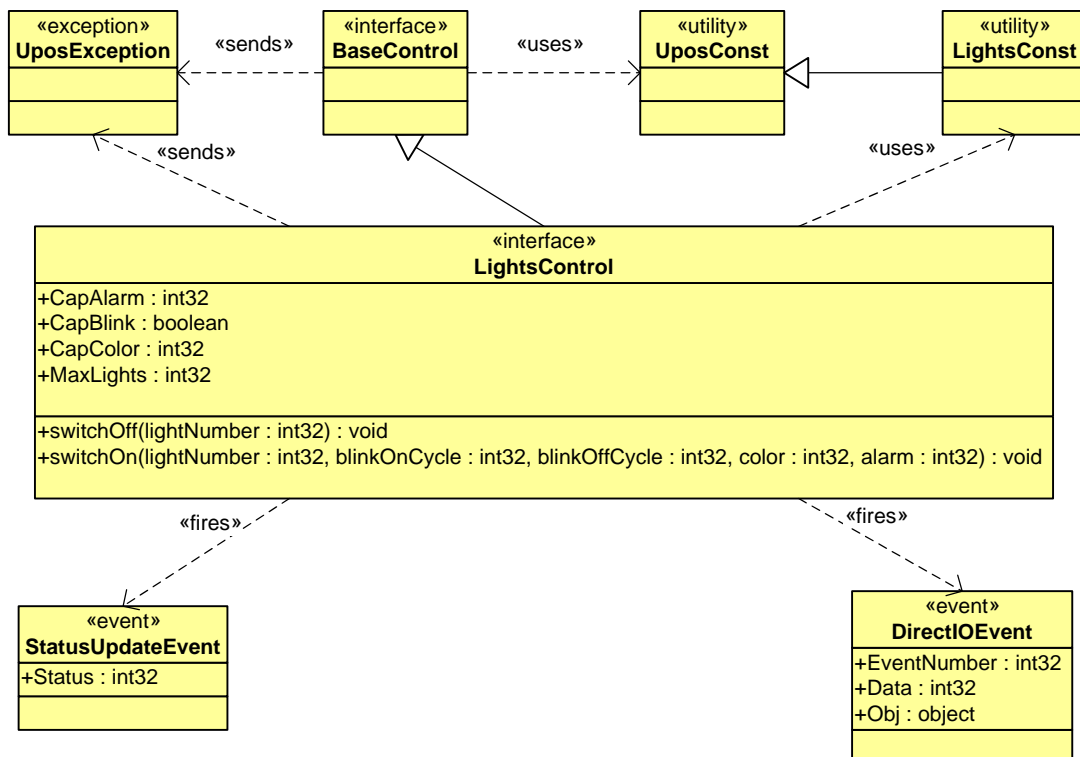 «exception»
UposException
«sends»
«interface»
BaseControl
«uses»
«utility»
UposConst
«utility»
LightsConst
«sends»
«uses»
«interface»
LightsControl
+CapAlarm : int32
+CapBlink : boolean
+CapColor : int32
+MaxLights : int32
+switchOff(lightNumber : int32) : void
+switchOn(lightNumber : int32, blinkOnCycle : int32, blinkOffCycle : int32, color : int32, alarm : int32) : void
«fires»
«fires»
«event»
StatusUpdateEvent
+Status : int32
«event»
DirectIOEvent
+EventNumber : int32
+Data : int32
+Obj : object